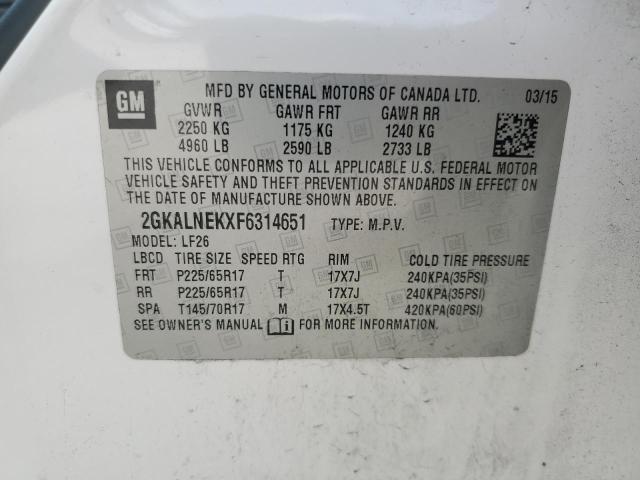 GM
MFD BY GENERAL MOTORS OF CANADA LTD. 03/15
GVWR GAWR FRT GAWR RR
2250 KG 1175 KG 1240 KG
4960 LB 2590 LB 2733 LB
THIS VEHICLE CONFORMS TO ALL APPLICABLE U.S. FEDERAL MOTOR
VEHICLE SAFETY AND THEFT PREVENTION STANDARDS IN EFFECT ON
THE DATE OF MANUFACTURE SHOWN ABOVE.
2GKALNEKXF6314651 TYPE: M.P.V.
MODEL: LF26
LBCD TIRE SIZE SPEED RTG RIM COLD TIRE PRESSURE
FRT P225/65R17 T 17X7J 240KPA(35PSI)
RR P225/65R17 T 17X7J 240KPA(35PSI)
SPA T145/70R17 M 17X4.5T 420KPA(60PSI)
SEE OWNER'S MANUAL FOR MORE INFORMATION.